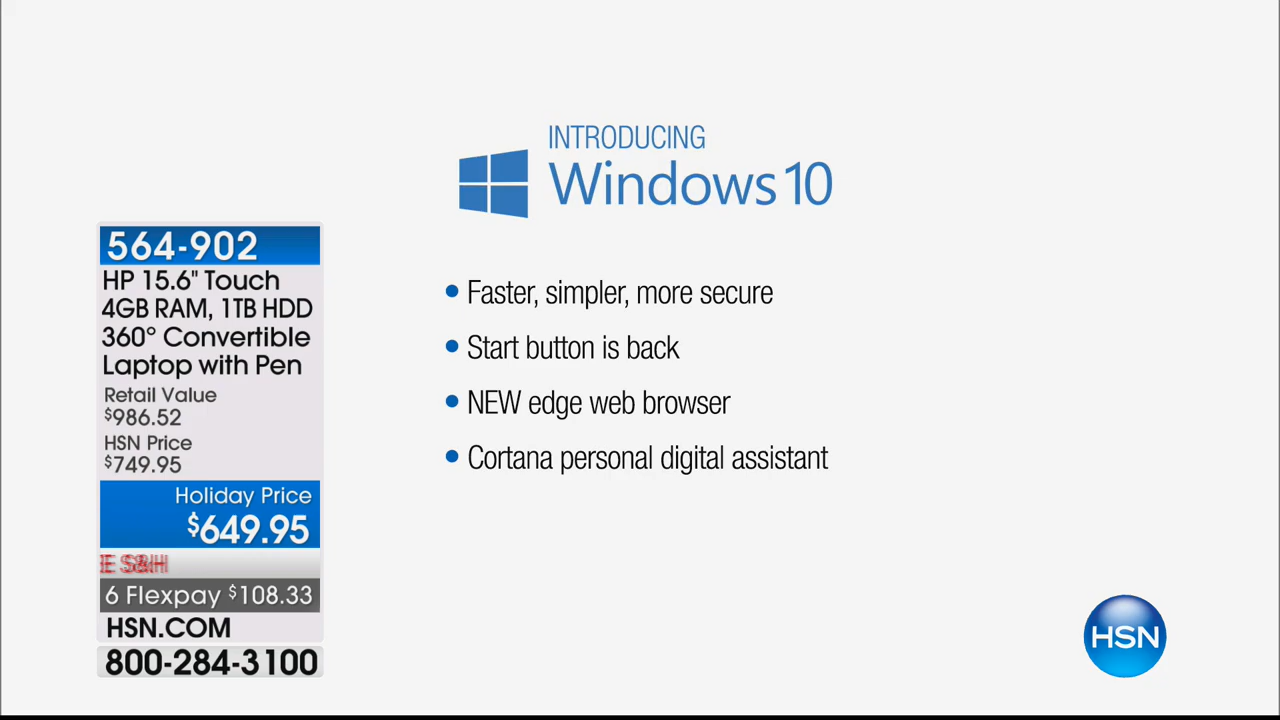 INTRODUCING
Windows 10
564-902
HP 15.6" Touch
4GB RAM, 1TB HDD
360° Convertible
Laptop with Pen
Retail Value
$986.52
HSN Price
$749.95
Holiday Price
$649.95
S&H
6 Flexpay $108.33
HSN.COM
800-284-3100
• Faster, simpler, more secure
• Start button is back
• NEW edge web browser
• Cortana personal digital assistant
HSN